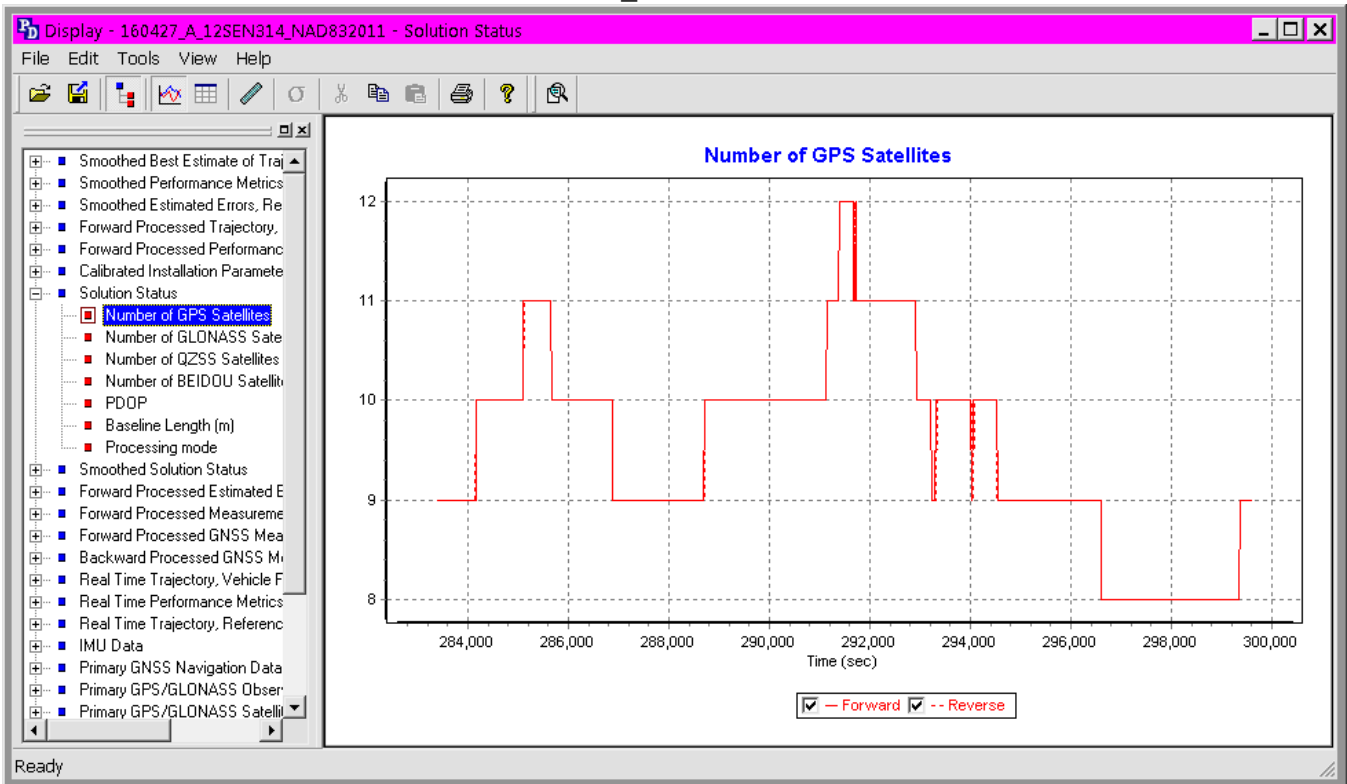 Display - 160427_A_12SEN314_NAD832011 - Solution Status
File Edit Tools View Help
Smoothed Best Estimate of Traj
Smoothed Performance Metrics
Smoothed Estimated Errors, Re
Forward Processed Trajectory,
Forward Processed Performanc
Calibrated Installation Paramete
Solution Status
Number of GPS Satellites
Number of GLONASS Sate
Number of QZSS Satellites
Number of BEIDOU Satellit
PDOP
Baseline Length (m)
Processing mode
Smoothed Solution Status
Forward Processed Estimated E
Forward Processed Measureme
Forward Processed GNSS Mea
Backward Processed GNSS M
Real Time Trajectory, Vehicle F
Real Time Performance Metrics
Real Time Trajectory, Referenc
IMU Data
Primary GNSS Navigation Data
Primary GPS/GLONASS Obser
Primary GPS/GLONASS Satelli
Number of GPS Satellites
12
11
10
9
8
284,000 286,000 288,000 290,000 292,000 294,000 296,000 298,000 300,000
Time (sec)
Forward -- Reverse
Ready